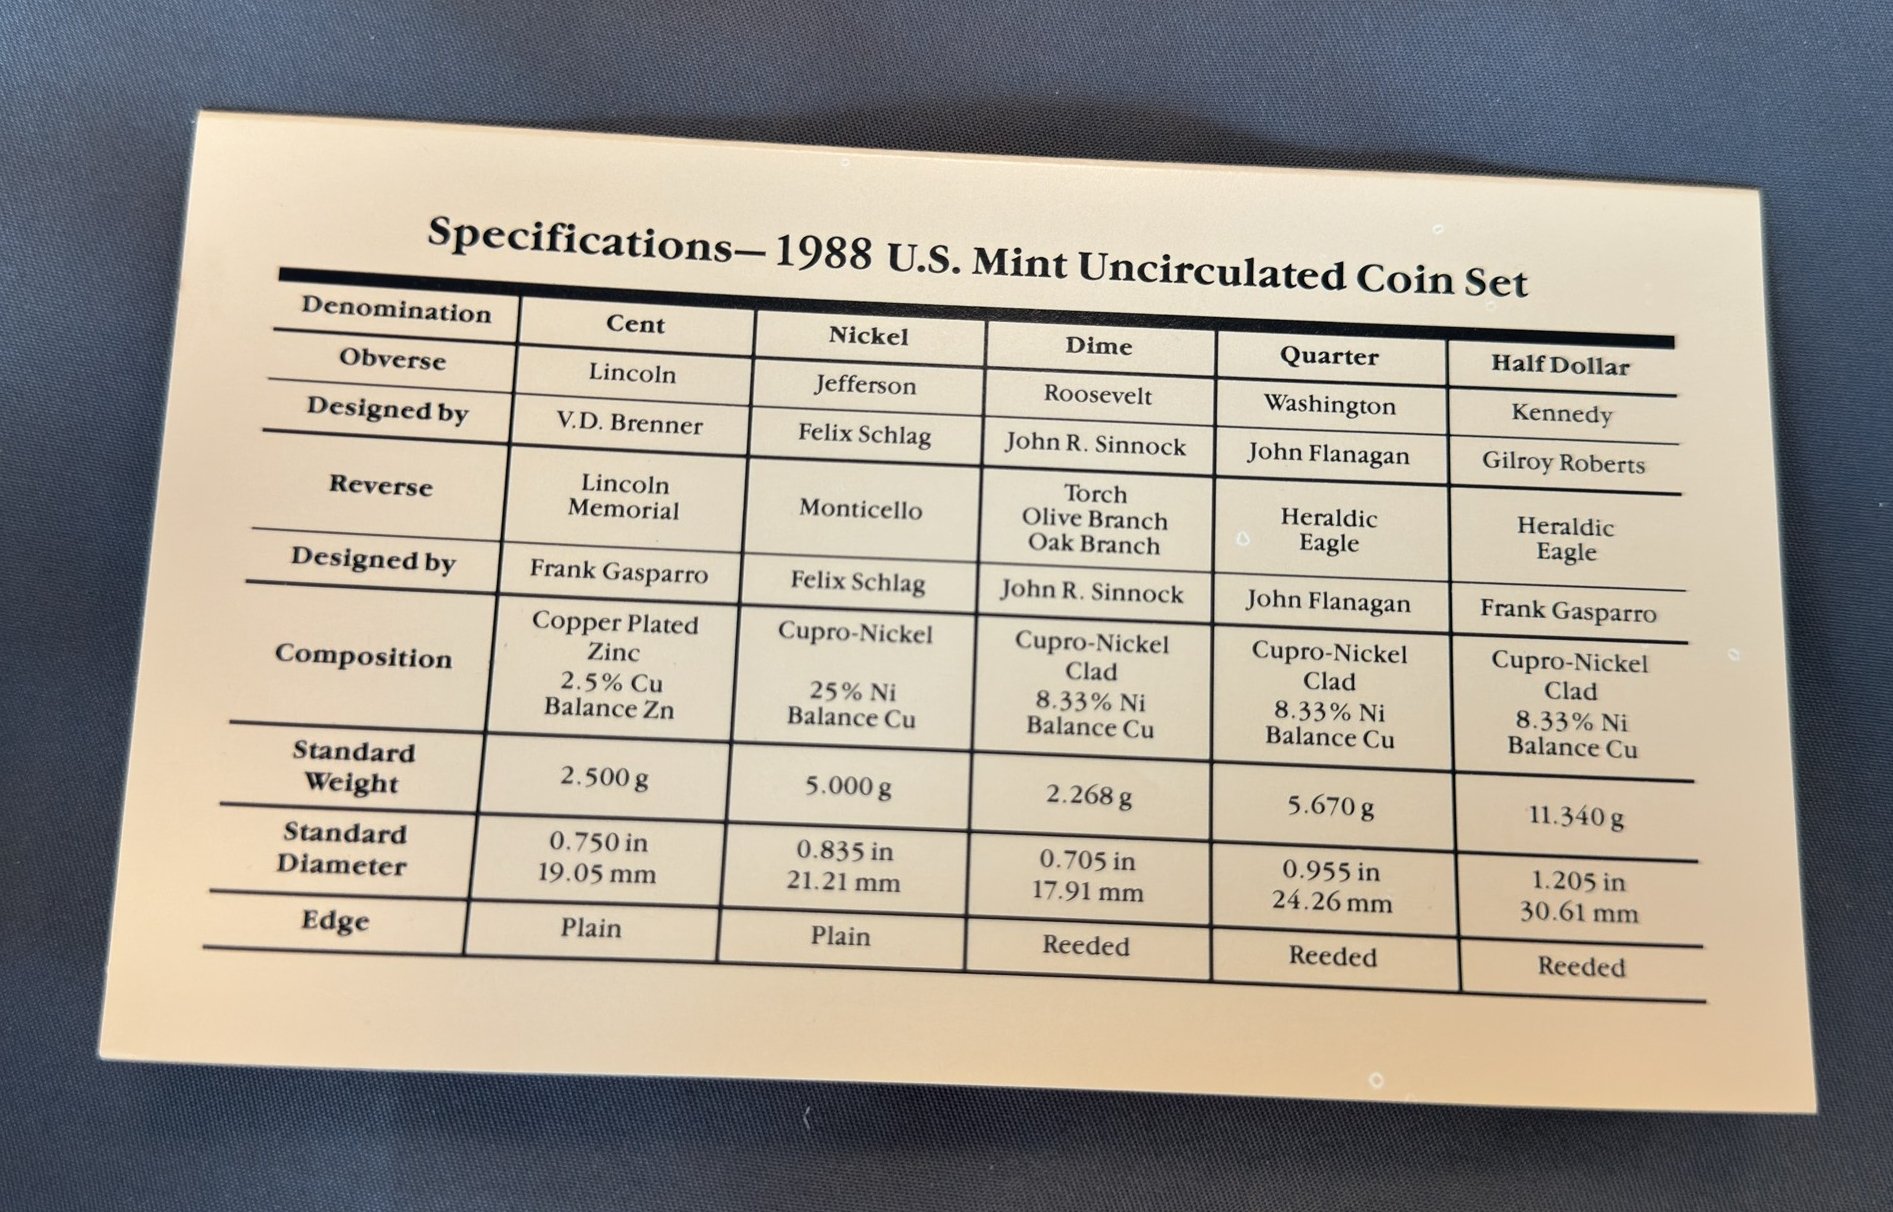 Specifications—1988 U.S. Mint Uncirculated Coin Set
Denomination Cent Nickel Dime Quarter Half Dollar
Obverse Lincoln Jefferson Roosevelt Washington Kennedy
Designed by V.D. Brenner Felix Schlag John R. Sinnock John Flanagan Gilroy Roberts
Reverse Lincoln Memorial Monticello Torch Olive Branch Oak Branch Heraldic Eagle Heraldic Eagle
Designed by Frank Gasparro Felix Schlag John R. Sinnock John Flanagan Frank Gasparro
Composition Copper Plated Zinc 2.5% Cu Balance Zn Cupro-Nickel 25% Ni Balance Cu Cupro-Nickel Clad 8.33% Ni Balance Cu Cupro-Nickel Clad 8.33% Ni Balance Cu Cupro-Nickel Clad 8.33% Ni Balance Cu
Standard Weight 2.500 g 5.000 g 2.268 g 5.670 g 11.340 g
Standard Diameter 0.750 in 19.05 mm 0.835 in 21.21 mm 0.705 in 17.91 mm 0.955 in 24.26 mm 1.205 in 30.61 mm
Edge Plain Plain Reeded Reeded Reeded